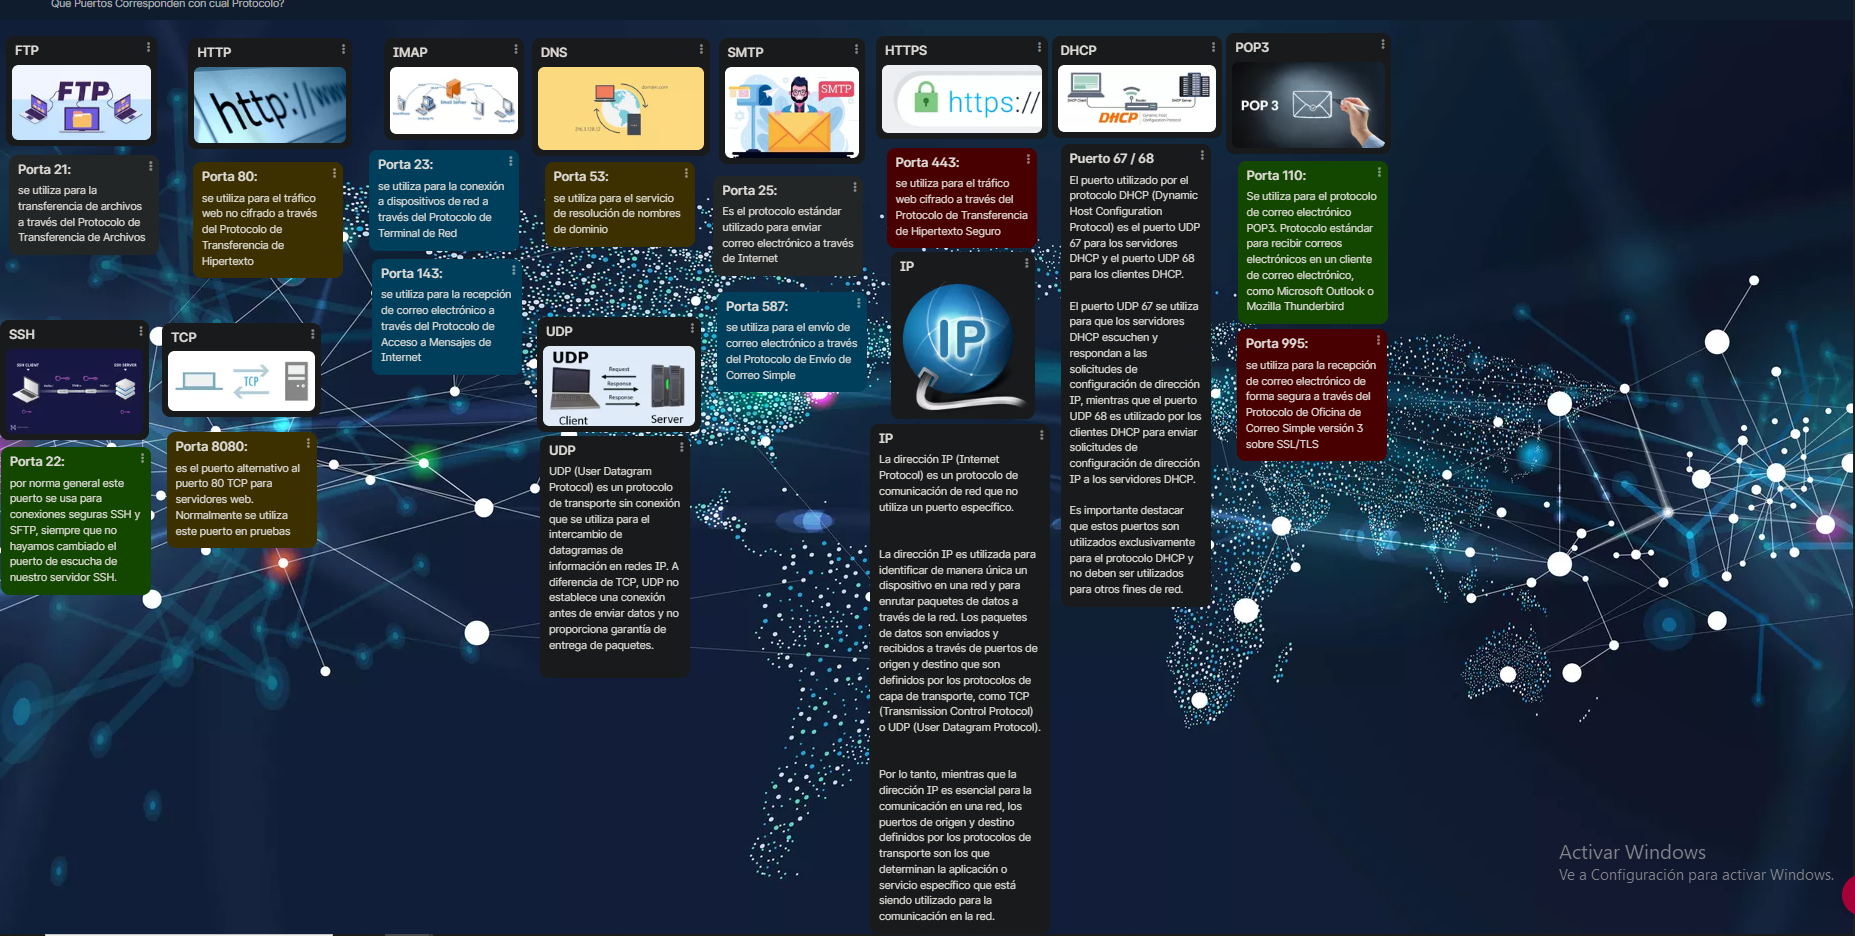 Que Puertos Corresponden con cual Protocolo?
FTP
FTP
Porta 21:
se utiliza para la
transferencia de archivos
a través del Protocolo de
Transferencia de Archivos
SSH
SSH CLIENT
SSH SERVER
Porta 22:
por norma general este
puerto se usa para
conexiones seguras SSH y
SFTP, siempre que no
hayamos cambiado el
puerto de escucha de
nuestro servidor SSH.
HTTP
http://www
Porta 80:
se utiliza para el tráfico
web no cifrado a través
del Protocolo de
Transferencia de
Hipertexto
TCP
TCP
Porta 8080:
es el puerto alternativo al
puerto 80 TCP para
servidores web.
Normalmente se utiliza
este puerto en pruebas
IMAP
Email Server
Porta 23:
se utiliza para la conexión
a dispositivos de red a
través del Protocolo de
Terminal de Red
Porta 143:
se utiliza para la recepción
de correo electrónico a
través del Protocolo de
Acceso a Mensajes de
Internet
DNS
domain.com
Porta 53:
se utiliza para el servicio
de resolución de nombres
de dominio
UDP
UDP
Request
Response
Response
Client
Server
UDP
UDP (User Datagram
Protocol) es un protocolo
de transporte sin conexión
que se utiliza para el
intercambio de
datagramas de
información en redes IP. A
diferencia de TCP, UDP no
establece una conexión
antes de enviar datos y no
proporciona garantía de
entrega de paquetes.
SMTP
SMTP
Porta 25:
Es el protocolo estándar
utilizado para enviar
correo electrónico a través
de Internet
Porta 587:
se utiliza para el envío de
correo electrónico a través
del Protocolo de Envío de
Correo Simple
HTTPS
https://
Porta 443:
se utiliza para el tráfico
web cifrado a través del
Protocolo de Transferencia
de Hipertexto Seguro
IP
IP
IP
La dirección IP (Internet
Protocol) es un protocolo de
comunicación de red que no
utiliza un puerto específico.
La dirección IP es utilizada para
identificar de manera única un
dispositivo en una red y para
enrutar paquetes de datos a
través de la red. Los paquetes
de datos son enviados y
recibidos a través de puertos de
origen y destino que son
definidos por los protocolos de
capa de transporte, como TCP
(Transmission Control Protocol)
o UDP (User Datagram Protocol).
Por lo tanto, mientras que la
dirección IP es esencial para la
comunicación en una red, los
puertos de origen y destino
definidos por los protocolos de
transporte son los que
determinan la aplicación o
servicio específico que está
siendo utilizado para la
comunicación en la red.
DHCP
DHCP Client
Router
DHCP Server
DHCP
Dynamic
Host Configuration
Protocol
Puerto 67 / 68
El puerto utilizado por el
protocolo DHCP (Dynamic
Host Configuration
Protocol) es el puerto UDP
67 para los servidores
DHCP y el puerto UDP 68
para los clientes DHCP.
El puerto UDP 67 se utiliza
para que los servidores
DHCP escuchen y
respondan a las
solicitudes de
configuración de dirección
IP, mientras que el puerto
UDP 68 es utilizado por los
clientes DHCP para enviar
solicitudes de
configuración de dirección
IP a los servidores DHCP.
Es importante destacar
que estos puertos son
utilizados exclusivamente
para el protocolo DHCP y
no deben ser utilizados
para otros fines de red.
POP3
POP 3
Porta 110:
Se utiliza para el protocolo
de correo electrónico
POP3. Protocolo estándar
para recibir correos
electrónicos en un cliente
de correo electrónico,
como Microsoft Outlook o
Mozilla Thunderbird
Porta 995:
se utiliza para la recepción
de correo electrónico de
forma segura a través del
Protocolo de Oficina de
Correo Simple versión 3
sobre SSL/TLS
Activar Windows
Ve a Configuración para activar Windows.